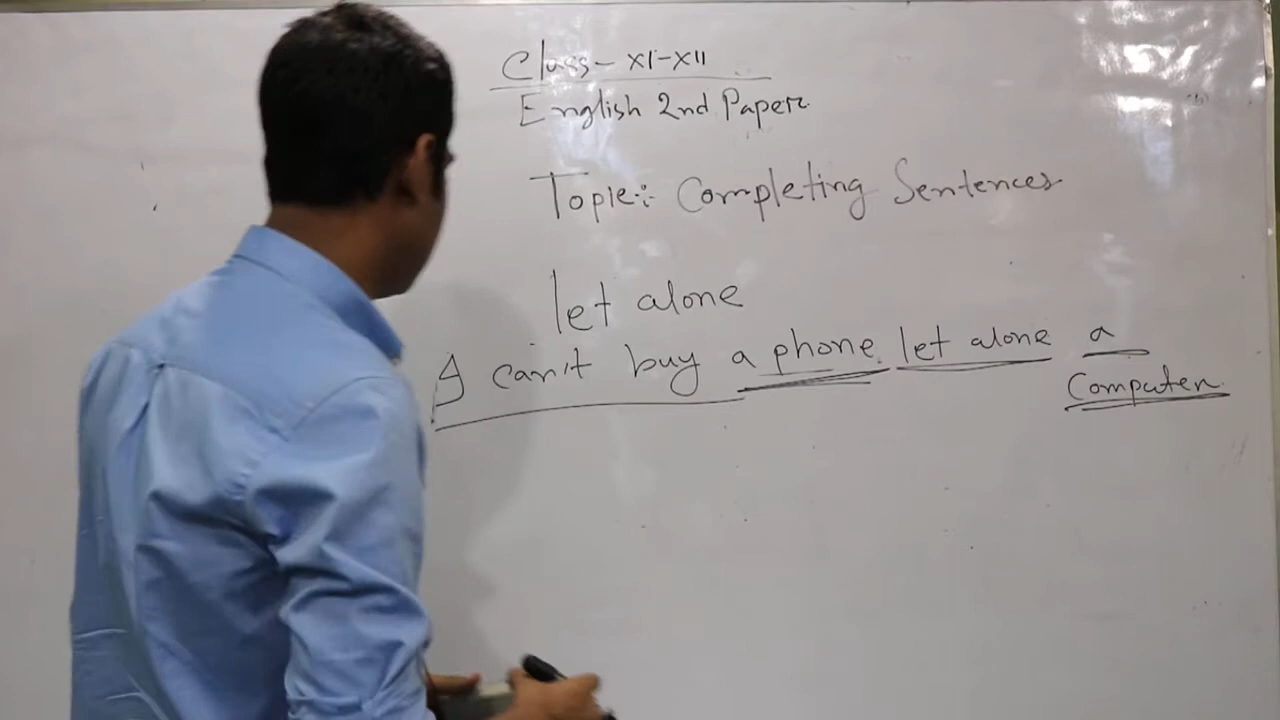 Class- XI-XII
English 2nd Paper
Topic: Completing Sentences
let alone
I can't buy a phone let alone a
Computer